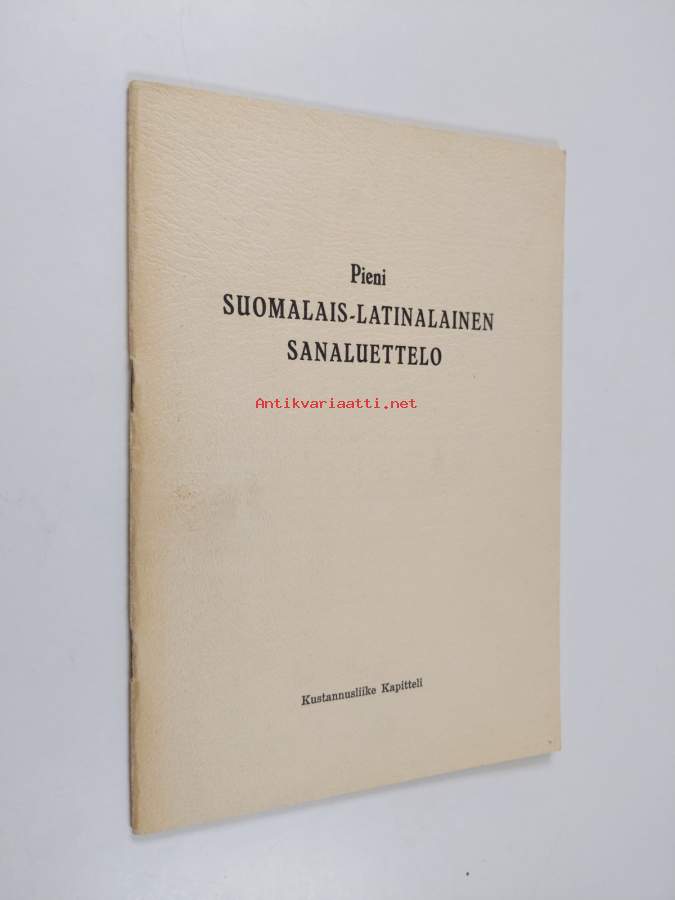 Pieni
SUOMALAIS-LATINALAINEN
SANALUETTELO
Antikvariaatti.net
Kustannusliike Kapitteli